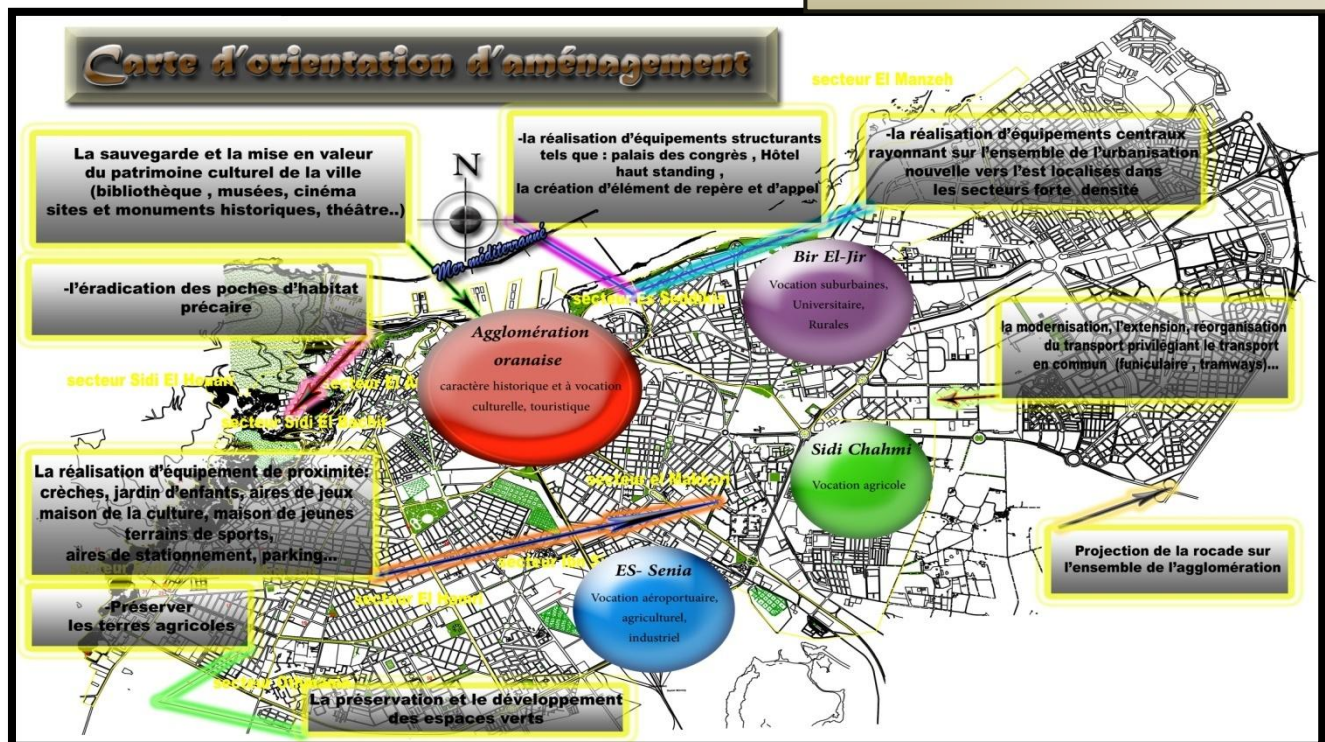 Carte d'orientation d'aménagement
secteur El Manzeh
La sauvegarde et la mise en valeur
du patrimoine culturel de la ville
(bibliothèque , musées, cinéma
sites et monuments historiques, théâtre..)
N
Mer méditerranné
-la réalisation d'équipements structurants
tels que : palais des congrès , Hôtel
haut standing ,
la création d'élément de repère et d'appel
-la réalisation d'équipements centraux
rayonnant sur l'ensemble de l'urbanisation
nouvelle vers l'est localisés dans
les secteurs forte densité
-l'éradication des poches d'habitat
précaire
secteur Es
Bir El-Jir
Vocation suburbaines,
Universitaire,
Rurales
Agglomération
oranaise
caractère historique et à vocation
culturelle, touristique
la modernisation, l'extension, réorganisation
du transport privilégiant le transport
en commun (funiculaire , tramways)...
secteur Sidi El
secteur El
secteur Sidi El
Sidi Chahmi
Vocation agricole
La réalisation d'équipement de proximité:
crèches, jardin d'enfants, aires de jeux
maison de la culture, maison de jeunes
terrains de sports,
aires de stationnement, parking...
secteur el Makkari
Projection de la rocade sur
l'ensemble de l'agglomération
secteur
ES- Senia
Vocation aéroportuaire,
agriculturel,
industriel
secteur El Hamri
-Préserver
les terres agricoles
secteur
La préservation et le développement
des espaces verts